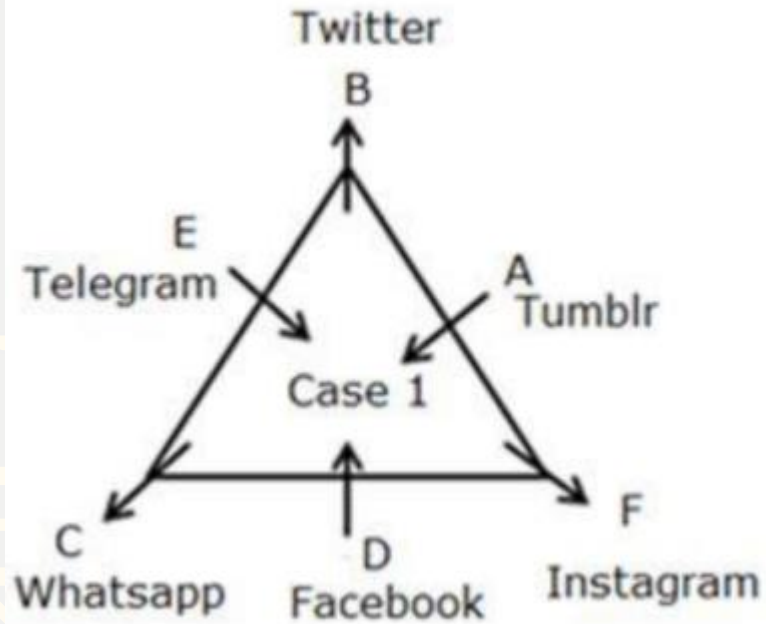 Twitter
B
E
Telegram
A
Tumblr
Case 1
C
Whatsapp
D
Facebook
F
Instagram